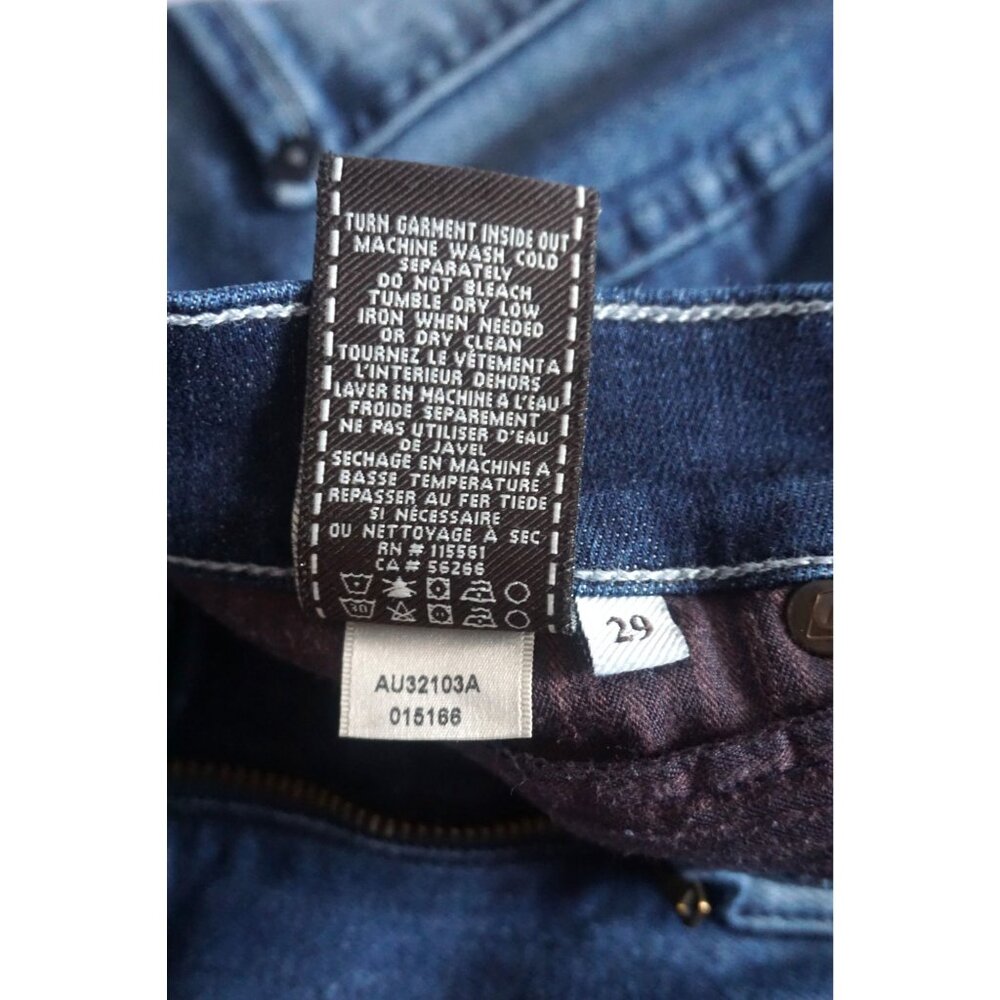 TURN GARMENT INSIDE OUT
MACHINE WASH COLD
SEPARATELY
DO NOT BLEACH
TUMBLE DRY LOW
IRON WHEN NEEDED
OR DRY CLEAN
TOURNEZ LE VÉTEMENT A
L'INTERIEUR DEHORS
LAVER EN MACHINE A L'EAU
FROIDE SEPAREMENT
NE PAS UTILISER D'EAU
DE JAVEL
SECHAGE EN MACHINE A
BASSE TEMPERATURE
REPASSER AU FER TIEDE
SI NÉCESSAIRE
OU NETTOYAGE À SEC
RN # 115561
CA # 56266
30
29
AU32103A
015166